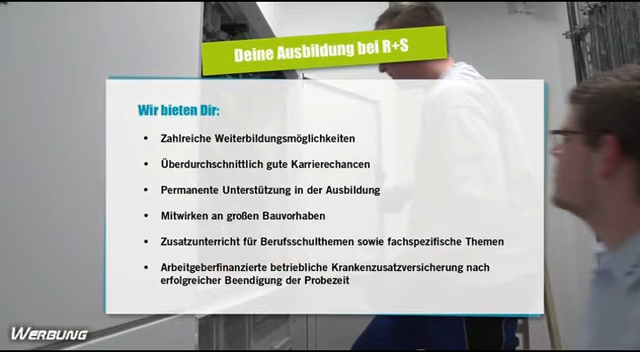 Deine Ausbildung bei R+S
Wir bieten Dir:
• Zahlreiche Weiterbildungsmöglichkeiten
• Überdurchschnittlich gute Karrierechancen
• Permanente Unterstützung in der Ausbildung
• Mitwirken an großen Bauvorhaben
• Zusatzunterricht für Berufsschulthemen sowie fachspezifische Themen
• Arbeitgeberfinanzierte betriebliche Krankenzusatzversicherung nach
erfolgreicher Beendigung der Probezeit
WERBUNG